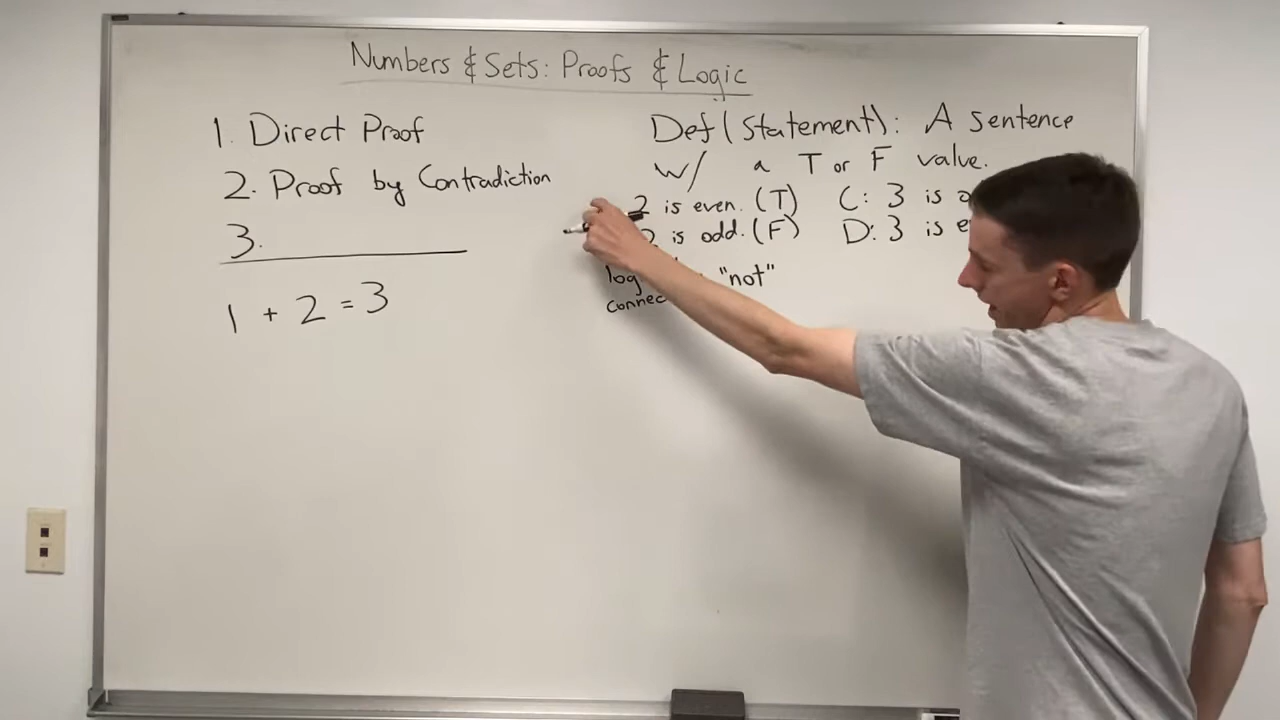 Numbers & Sets: Proofs & Logic
1. Direct Proof
2. Proof by Contradiction
3.
1 + 2 = 3
Def (Statement): A sentence
w/ a T or F value.
2 is even. (T) C: 3 is
2 is odd. (F) D: 3 is
"not"